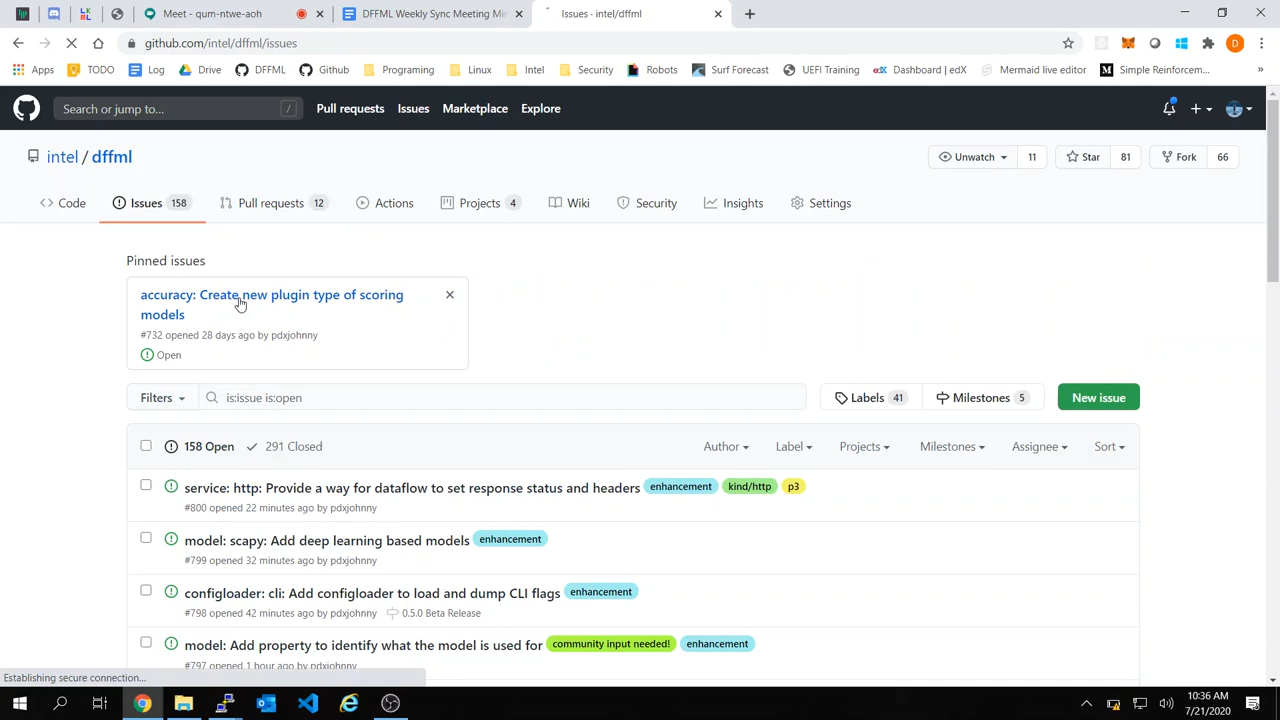 Meet - qum-ntwe-aoh
DFFML Weekly Sync Meeting Mi
Issues · intel/dffml
github.com/intel/dffml/issues
Apps
TODO
Log
Drive
DFFML
Github
Programing
Linux
Intel
Security
Robots
Surf Forecast
UEFI Training
Dashboard | edX
Mermaid live editor
Simple Reinforcem...
Search or jump to...
/
Pull requests
Issues
Marketplace
Explore
intel / dffml
Unwatch
11
Star
81
Fork
66
Code
Issues 158
Pull requests 12
Actions
Projects 4
Wiki
Security
Insights
Settings
Pinned issues
accuracy: Create new plugin type of scoring
models
#732 opened 28 days ago by pdxjohnny
Open
Filters
is:issue is:open
Labels 41
Milestones 5
New issue
158 Open
291 Closed
Author
Label
Projects
Milestones
Assignee
Sort
service: http: Provide a way for dataflow to set response status and headers enhancement kind/http p3
#800 opened 22 minutes ago by pdxjohnny
model: scapy: Add deep learning based models enhancement
#799 opened 32 minutes ago by pdxjohnny
configloader: cli: Add configloader to load and dump CLI flags enhancement
#798 opened 42 minutes ago by pdxjohnny 0.5.0 Beta Release
model: Add property to identify what the model is used for community input needed! enhancement
#797 opened 1 hour ago by pdxjohnny
Establishing secure connection...
10:36 AM
7/21/2020